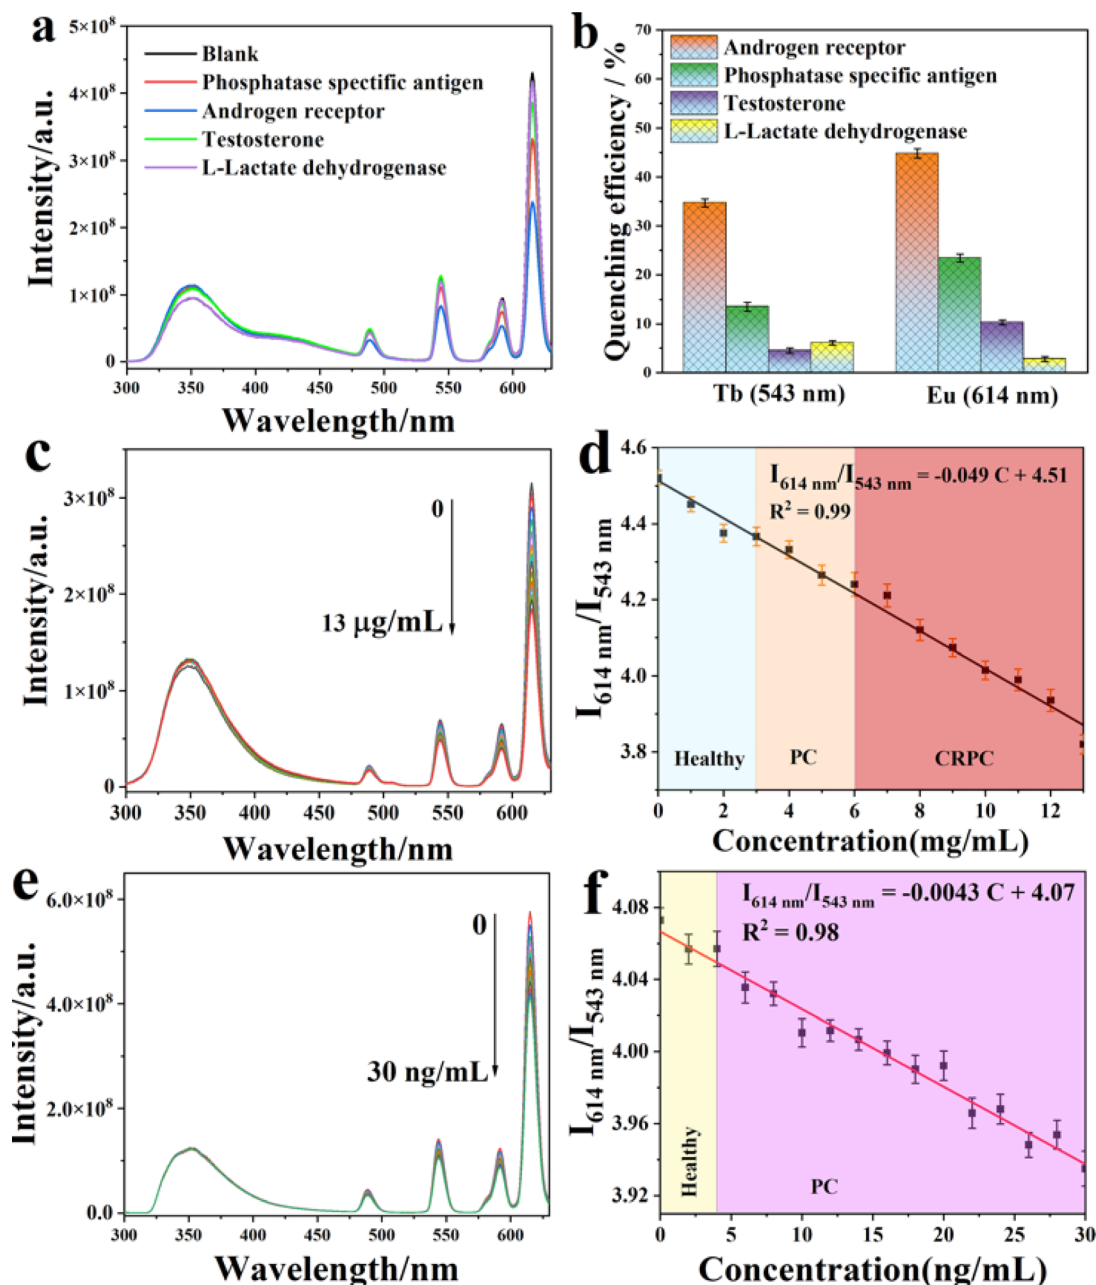 a
5×10⁸
4×10⁸
3×10⁸
2×10⁸
1×10⁸
0
Intensity/a.u.
Blank
Phosphatase spectific antigen
Androgen receptor
Testosterone
L-Lactate dehydrogenase
300 350 400 450 500 550 600
Wavelength/nm
b
70
60
50
40
30
20
10
0
Quenching efficiency / %
Androgen receptor
Phosphatase specific antigen
Testosterone
L-Lactate dehydrogenase
Tb (543 nm) Eu (614 nm)
c
3×10⁸
2×10⁸
1×10⁸
0
Intensity/a.u.
0
13 μg/mL
300 350 400 450 500 550 600
Wavelength/nm
d
4.6
4.4
4.2
4.0
3.8
I614 nm/I543 nm
I614 nm/I543 nm = -0.049 C + 4.51
R² = 0.99
Healthy PC CRPC
0 2 4 6 8 10 12
Concentration(mg/mL)
e
6.0×10⁸
4.0×10⁸
2.0×10⁸
0.0
Intensity/a.u.
0
30 ng/mL
300 350 400 450 500 550 600
Wavelength/nm
f
4.08
4.04
4.00
3.96
3.92
I614 nm/I543 nm
I614 nm/I543 nm = -0.0043 C + 4.07
R² = 0.98
Healthy
PC
0 5 10 15 20 25 30
Concentration(ng/mL)